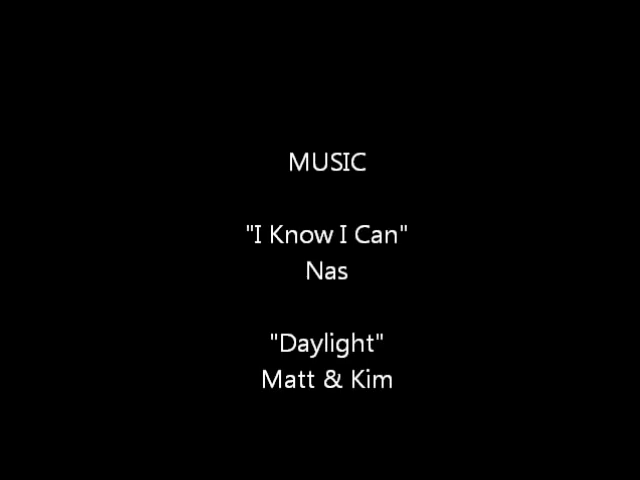 MUSIC
"I Know I Can"
Nas
"Daylight"
Matt & Kim